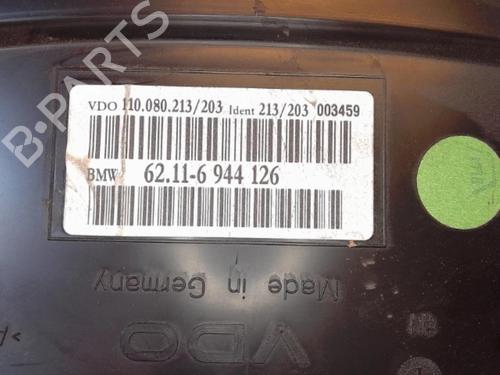 B-PARTS
VDO 110.080.213/203 Ident 213/203 003459
BMW 62.11-6 944 126
Made in Germany
VDO